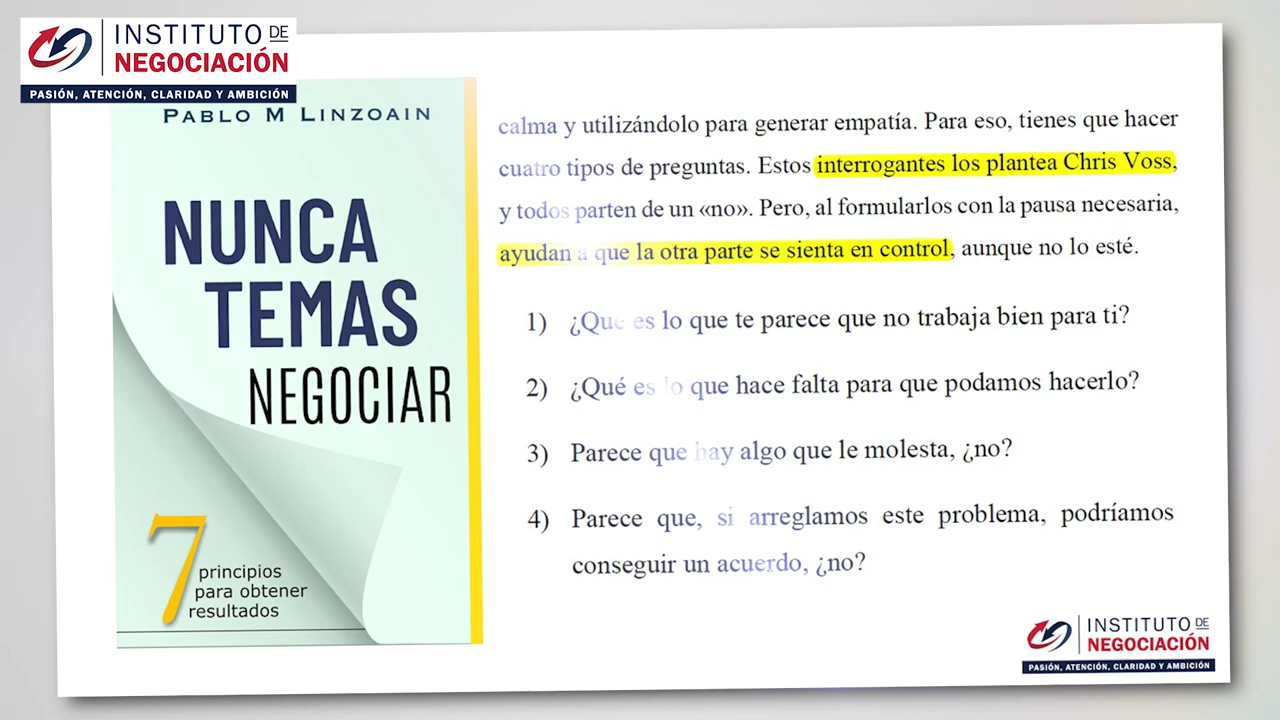 INSTITUTO DE
NEGOCIACIÓN
PASIÓN, ATENCIÓN, CLARIDAD Y AMBICIÓN
PABLO M LINZOAIN
NUNCA
TEMAS
NEGOCIAR
7
principios
para obtener
resultados
calma y utilizándolo para generar empatía. Para eso, tienes que hacer
cuatro tipos de preguntas. Estos interrogantes los plantea Chris Voss,
y todos parten de un «no». Pero, al formularlos con la pausa necesaria,
ayudan a que la otra parte se sienta en control, aunque no lo esté.
1) ¿Que es lo que te parece que no trabaja bien para ti?
2) ¿Qué es lo que hace falta para que podamos hacerlo?
3) Parece que hay algo que le molesta, ¿no?
4) Parece que, si arreglamos este problema, podríamos
conseguir un acuerdo, ¿no?
INSTITUTO DE
NEGOCIACIÓN
PASIÓN, ATENCIÓN, CLARIDAD Y AMBICIÓN